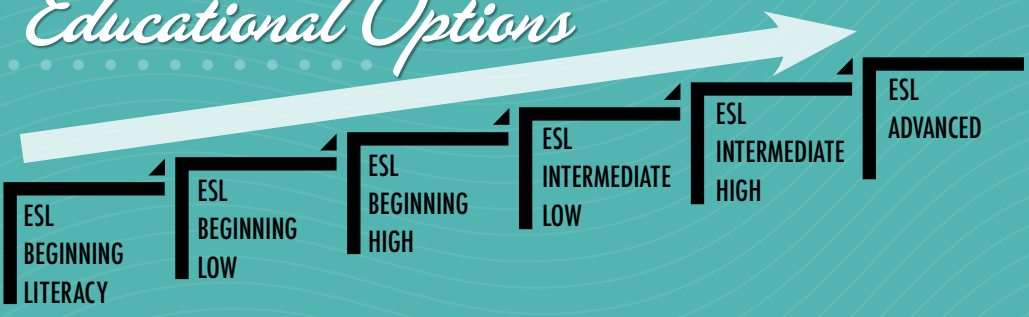 Educational Options
ESL
BEGINNING
LITERACY
ESL
BEGINNING
LOW
ESL
BEGINNING
HIGH
ESL
INTERMEDIATE
LOW
ESL
INTERMEDIATE
HIGH
ESL
ADVANCED